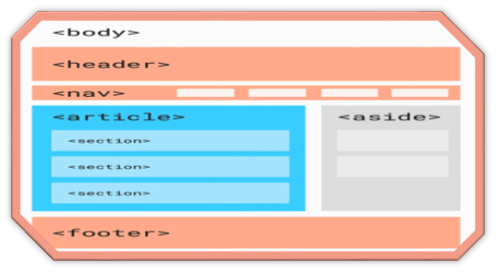 <body>
<header>
<nav>
<article>
<aside>
<section>
<section>
<section>
<footer>